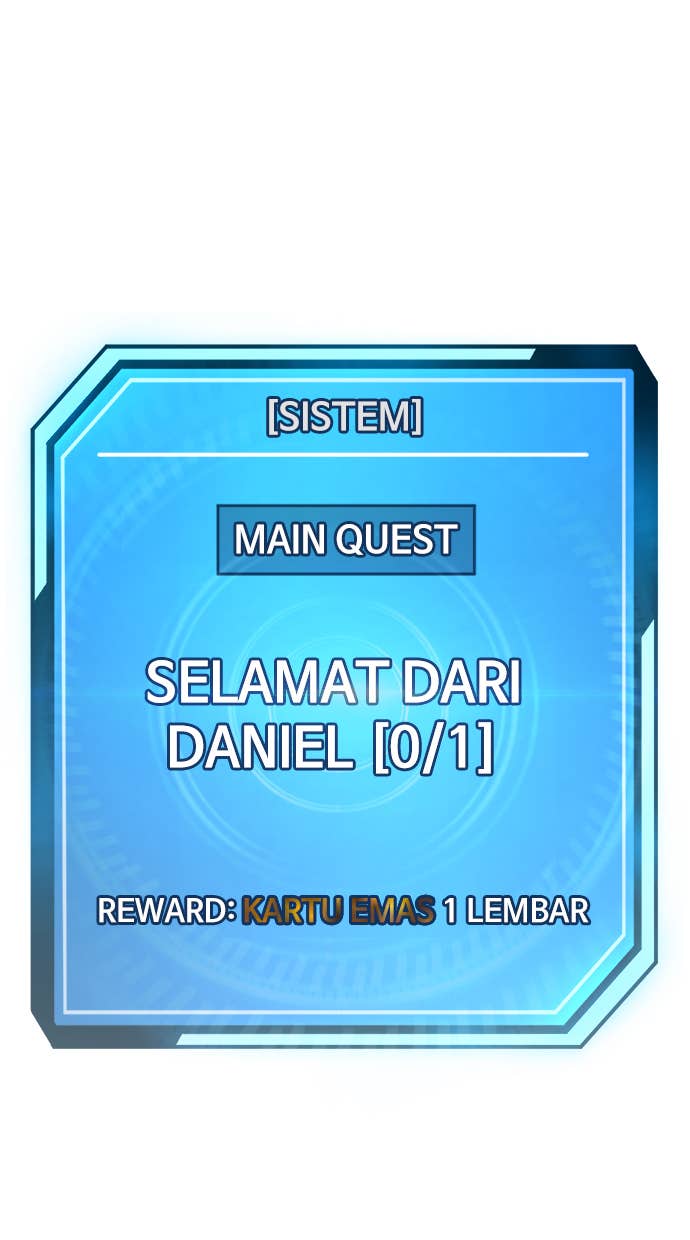 [SISTEM]
MAIN QUEST
SELAMAT DARI
DANIEL [0/1]
REWARD: KARTU EMAS 1 LEMBAR